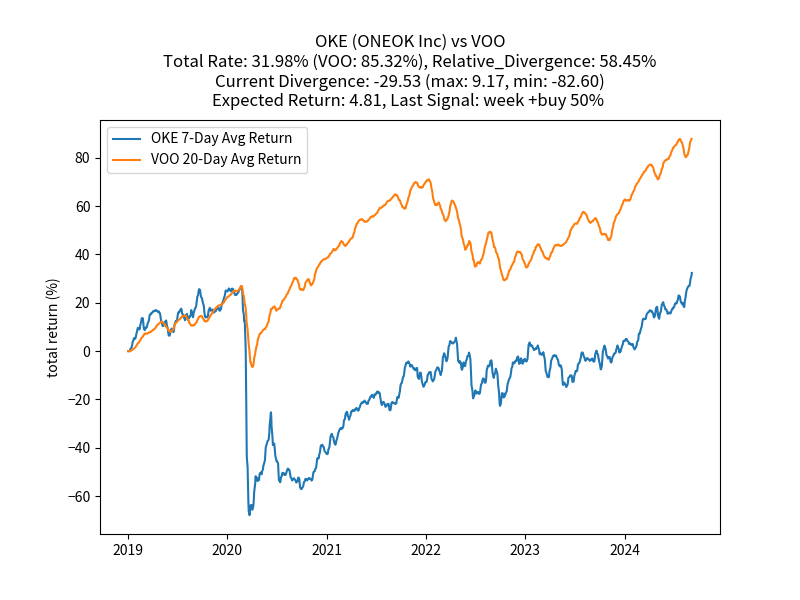 OKE (ONEOK Inc) vs VOO
Total Rate: 31.98% (VOO: 85.32%), Relative_Divergence: 58.45%
Current Divergence: -29.53 (max: 9.17, min: -82.60)
Expected Return: 4.81, Last Signal: week +buy 50%
OKE 7-Day Avg Return
VOO 20-Day Avg Return
total return (%)
80
60
40
20
0
−20
−40
−60
2019 2020 2021 2022 2023 2024